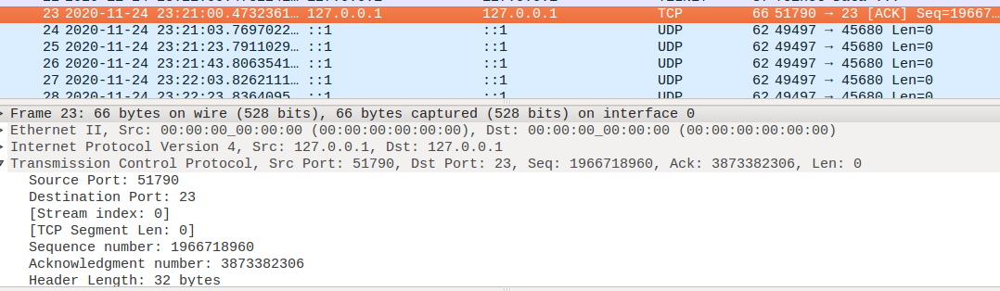 23 2020-11-24 23:21:00.4732361… 127.0.0.1 127.0.0.1 TCP 66 51790 → 23 [ACK] Seq=19667…
24 2020-11-24 23:21:03.7697022… ::1 ::1 UDP 62 49497 → 45680 Len=0
25 2020-11-24 23:21:23.7911029… ::1 ::1 UDP 62 49497 → 45680 Len=0
26 2020-11-24 23:21:43.8063541… ::1 ::1 UDP 62 49497 → 45680 Len=0
27 2020-11-24 23:22:03.8262111… ::1 ::1 UDP 62 49497 → 45680 Len=0
28 2020-11-24 23:22:23.8364095… ::1 ::1 UDP 62 49497 → 45680 Len=0
Frame 23: 66 bytes on wire (528 bits), 66 bytes captured (528 bits) on interface 0
Ethernet II, Src: 00:00:00_00:00:00 (00:00:00:00:00:00), Dst: 00:00:00_00:00:00 (00:00:00:00:00:00)
Internet Protocol Version 4, Src: 127.0.0.1, Dst: 127.0.0.1
Transmission Control Protocol, Src Port: 51790, Dst Port: 23, Seq: 1966718960, Ack: 3873382306, Len: 0
Source Port: 51790
Destination Port: 23
[Stream index: 0]
[TCP Segment Len: 0]
Sequence number: 1966718960
Acknowledgment number: 3873382306
Header Length: 32 bytes